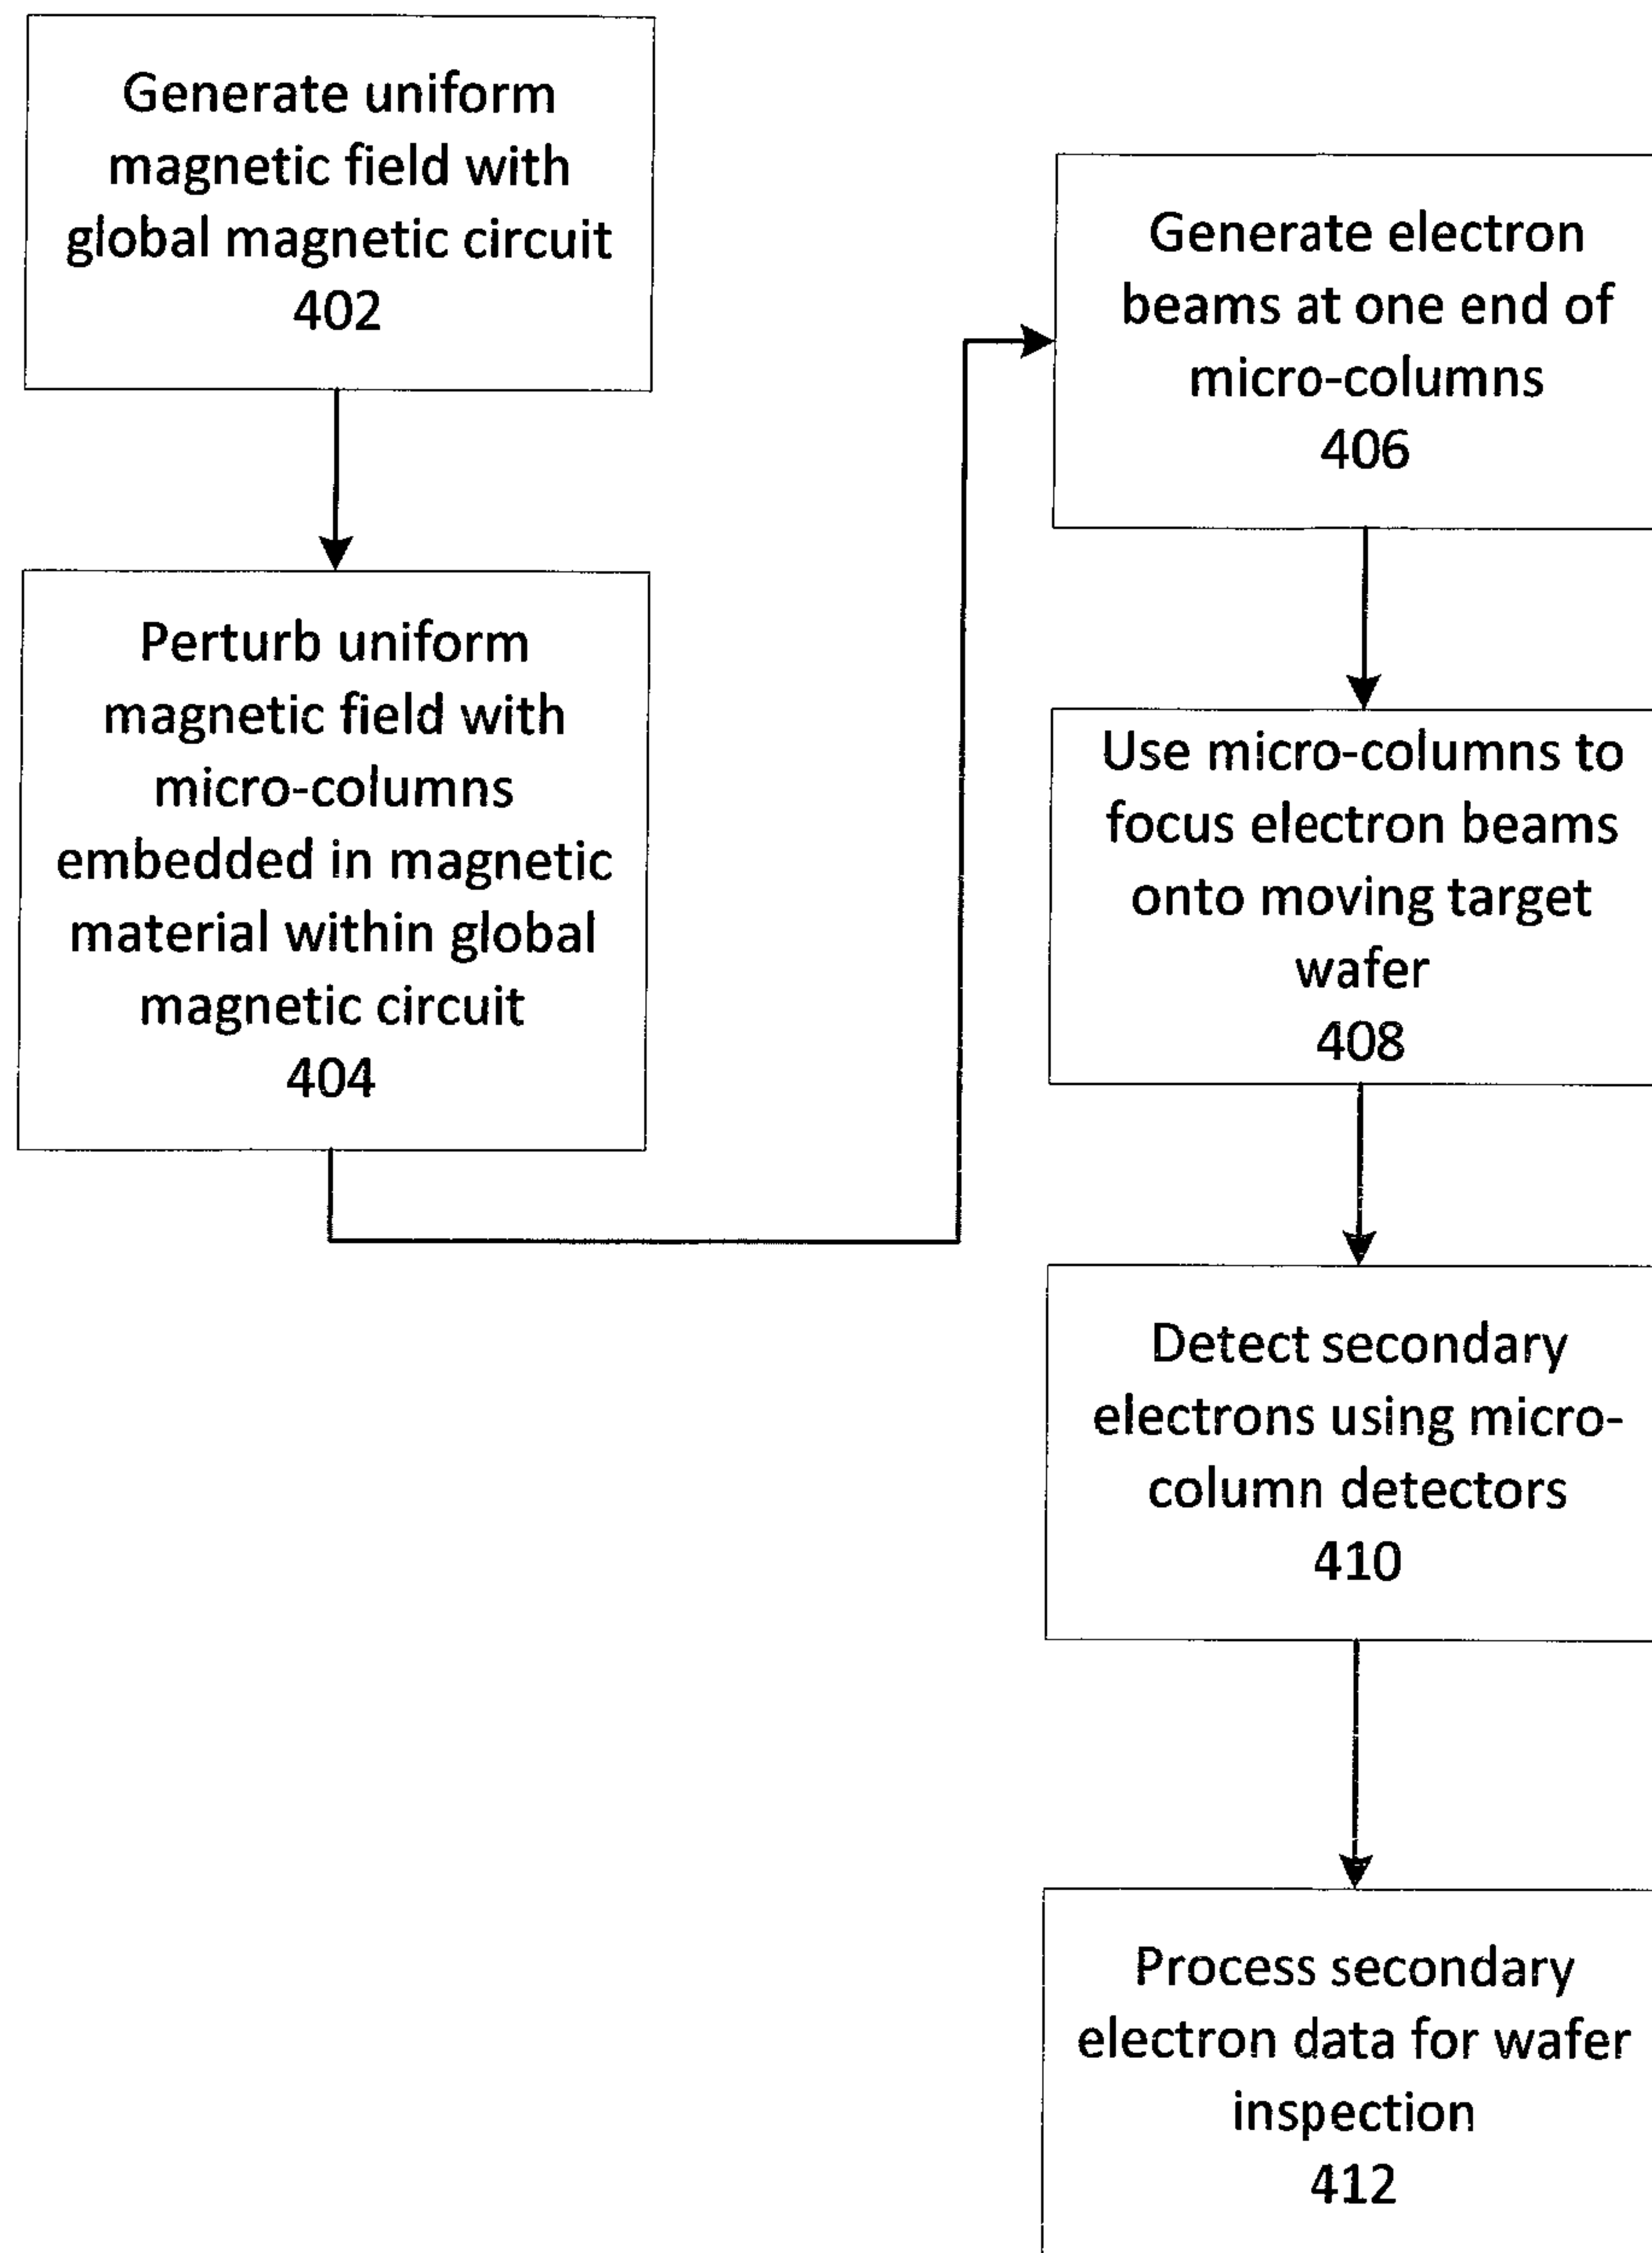 Generate uniform
magnetic field with
global magnetic circuit
402
Perturb uniform
magnetic field with
micro-columns
embedded in magnetic
material within global
magnetic circuit
404
Generate electron
beams at one end of
micro-columns
406
Use micro-columns to
focus electron beams
onto moving target
wafer
408
Detect secondary
electrons using micro-
column detectors
410
Process secondary
electron data for wafer
inspection
412